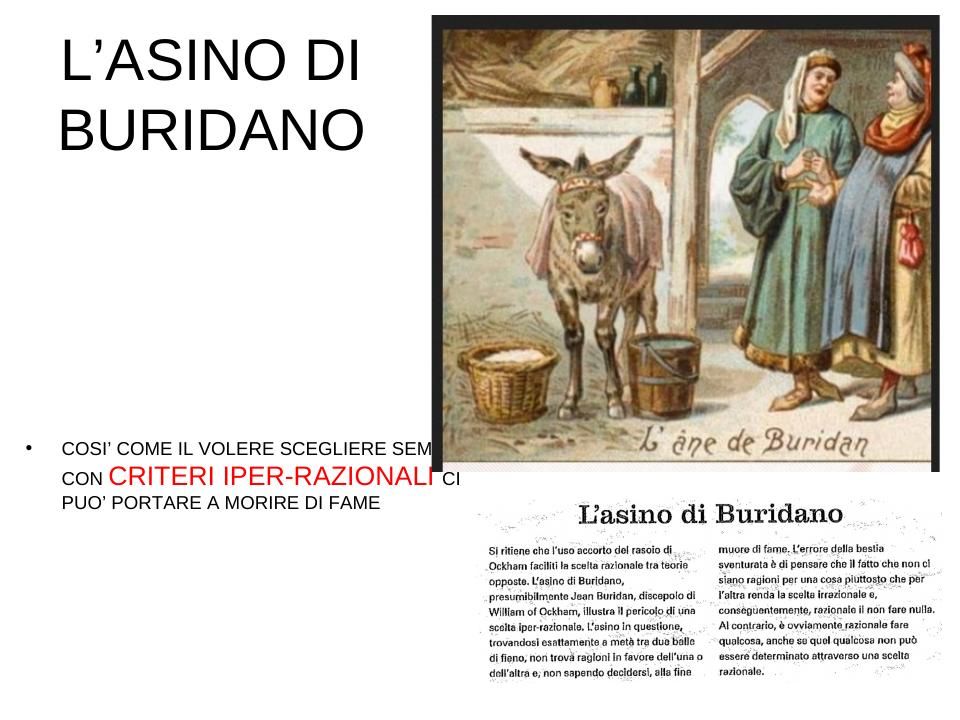 L’ASINO DI
BURIDANO
L’âne de Buridan
• COSI’ COME IL VOLERE SCEGLIERE SEM
CON CRITERI IPER-RAZIONALI CI
PUO’ PORTARE A MORIRE DI FAME
L’asino di Buridano
Si ritiene che l’uso accorto del rasoio di
Ockham faciliti la scelta razionale tra teorie
opposte. L’asino di Buridano,
presumibilmente Jean Buridan, discepolo di
William of Ockham, illustra il pericolo di una
scelta iper-razionale. L’asino in questione,
trovandosi esattamente a metà tra due balle
di fieno, non trova ragioni in favore dell’una o
dell’altra e, non sapendo decidersi, alla fine
muore di fame. L’errore della bestia
sventurata è di pensare che il fatto che non ci
siano ragioni per una cosa piuttosto che per
l’altra renda la scelta irrazionale e,
conseguentemente, razionale il non fare nulla.
Al contrario, è ovviamente razionale fare
qualcosa, anche se quel qualcosa non può
essere determinato attraverso una scelta
razionale.